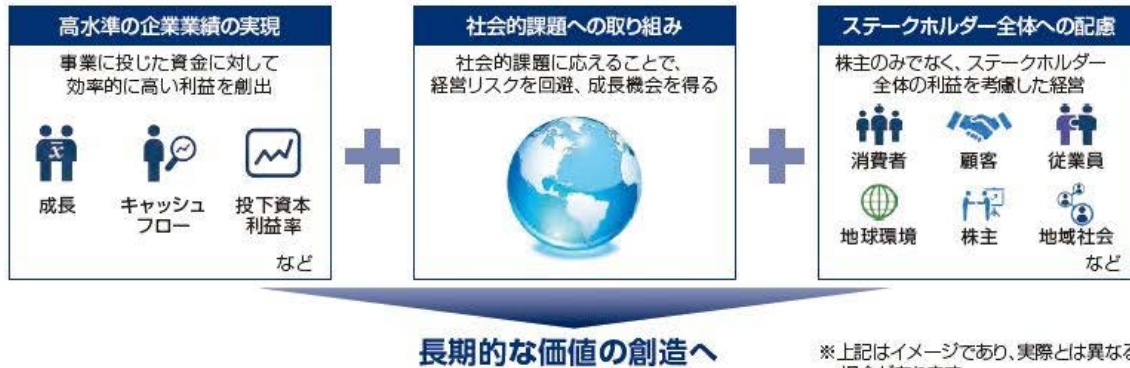 高水準の企業業績の実現
事業に投じた資金に対して
効率的に高い利益を創出
成長
キャッシュ
フロー
投下資本
利益率
など
社会的課題への取り組み
社会的課題に応えることで、
経営リスクを回避、成長機会を得る
ステークホルダー全体への配慮
株主のみでなく、ステークホルダー
全体の利益を考慮した経営
消費者
顧客
従業員
地球環境
株主
地域社会
など
長期的な価値の創造へ
※上記はイメージであり、実際とは異なる